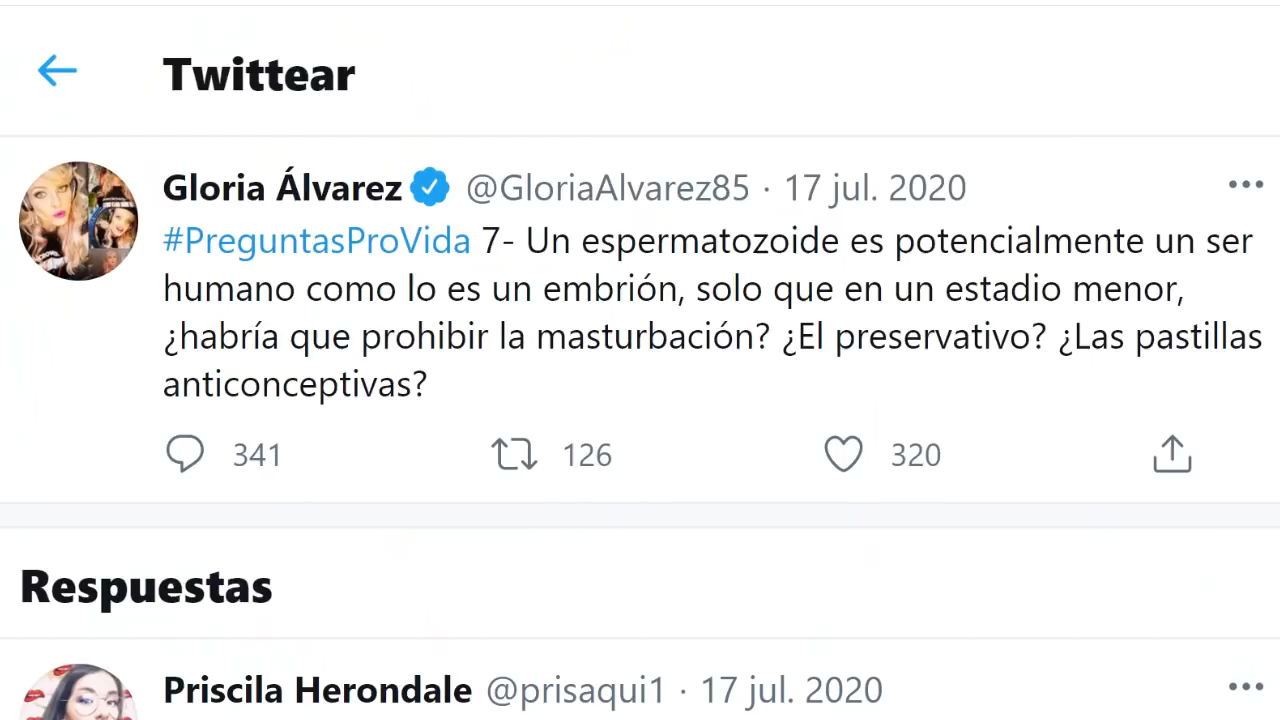 Twittear
Gloria Álvarez @GloriaAlvarez85 · 17 jul. 2020
#PreguntasProVida 7- Un espermatozoide es potencialmente un ser
humano como lo es un embrión, solo que en un estadio menor,
¿habría que prohibir la masturbación? ¿El preservativo? ¿Las pastillas
anticonceptivas?
341 126 320
Respuestas
Priscila Herondale @prisaqui1 · 17 jul. 2020